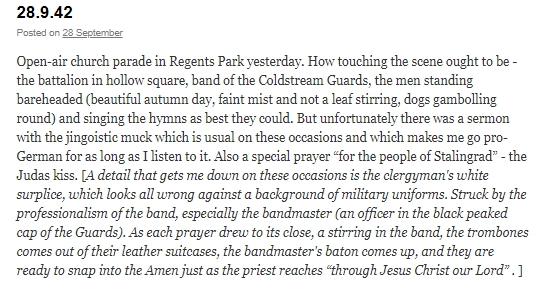 28.9.42
Posted on 28 September
Open-air church parade in Regents Park yesterday. How touching the scene ought to be -
the battalion in hollow square, band of the Coldstream Guards, the men standing
bareheaded (beautiful autumn day, faint mist and not a leaf stirring, dogs gambolling
round) and singing the hymns as best they could. But unfortunately there was a sermon
with the jingoistic muck which is usual on these occasions and which makes me go pro-
German for as long as I listen to it. Also a special prayer “for the people of Stalingrad” - the
Judas kiss. [A detail that gets me down on these occasions is the clergyman's white
surplice, which looks all wrong against a background of military uniforms. Struck by the
professionalism of the band, especially the bandmaster (an officer in the black peaked
cap of the Guards). As each prayer drew to its close, a stirring in the band, the trombones
comes out of their leather suitcases, the bandmaster's baton comes up, and they are
ready to snap into the Amen just as the priest reaches “through Jesus Christ our Lord” . ]